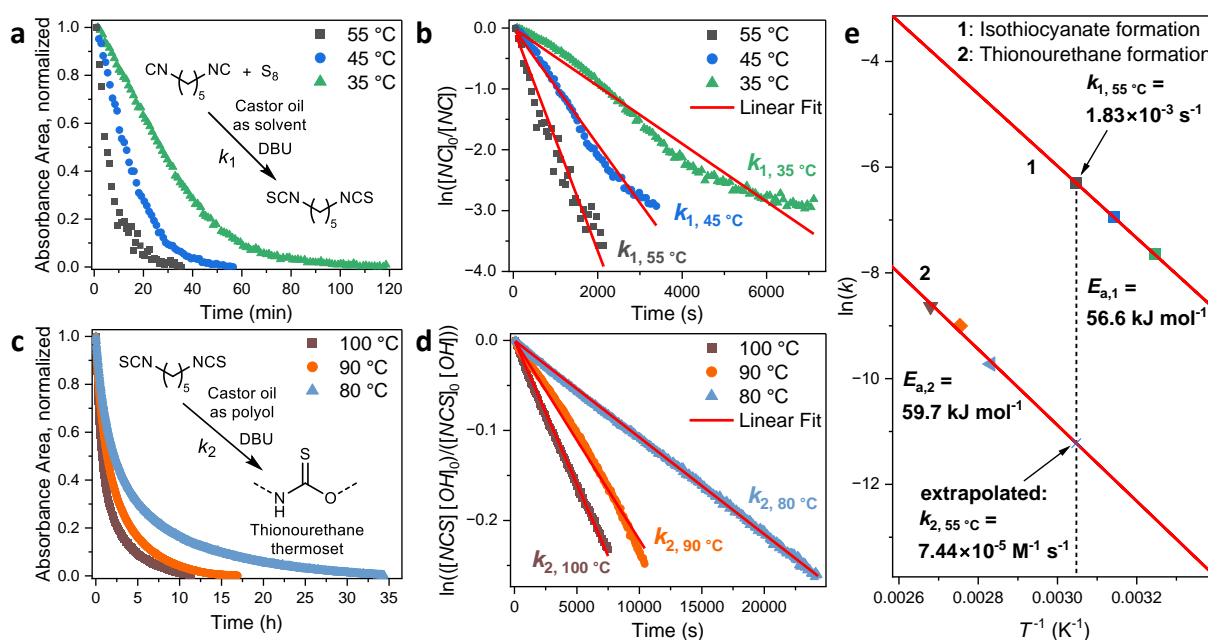 a
Absorbance Area, normalized
1.0
0.8
0.6
0.4
0.2
0.0
0 20 40 60 80 100 120
Time (min)
55 °C
45 °C
35 °C
CN NC + S8
5
Castor oil
as solvent
DBU
k1
SCN NCS
5
b
ln([NC]0/[NC])
0.0
-1.0
-2.0
-3.0
-4.0
0 2000 4000 6000
Time (s)
55 °C
45 °C
35 °C
Linear Fit
k1, 35 °C
k1, 45 °C
k1, 55 °C
c
Absorbance Area, normalized
1.0
0.8
0.6
0.4
0.2
0.0
0 5 10 15 20 25 30 35
Time (h)
100 °C
90 °C
80 °C
SCN NCS
5
Castor oil
as polyol
DBU
k2
S
N
H
O
Thionourethane
thermoset
d
ln([NCS] [OH]0)/([NCS]0 [OH])
0.0
-0.1
-0.2
0 5000 10000 15000 20000
Time (s)
100 °C
90 °C
80 °C
Linear Fit
k2, 80 °C
k2, 90 °C
k2, 100 °C
e
ln(k)
-4
-6
-8
-10
-12
0.0026 0.0028 0.0030 0.0032
T-1 (K-1)
1: Isothiocyanate formation
2: Thionourethane formation
k1, 55 °C =
1.83×10-3 s-1
1
2
Ea,1 =
56.6 kJ mol-1
Ea,2 =
59.7 kJ mol-1
extrapolated:
k2, 55 °C =
7.44×10-5 M-1 s-1